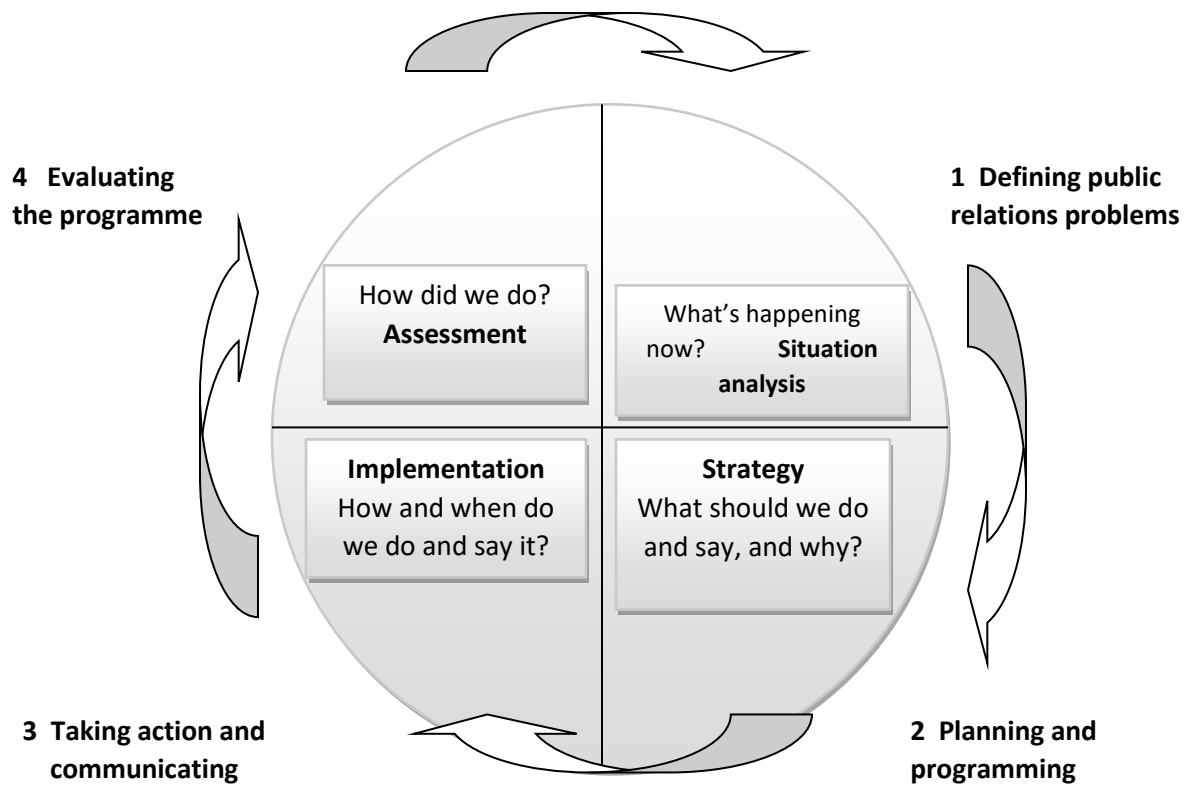 4 Evaluating
the programme
1 Defining public
relations problems
How did we do?
Assessment
What's happening
now? Situation
analysis
Implementation
How and when do
we do and say it?
Strategy
What should we do
and say, and why?
3 Taking action and
communicating
2 Planning and
programming